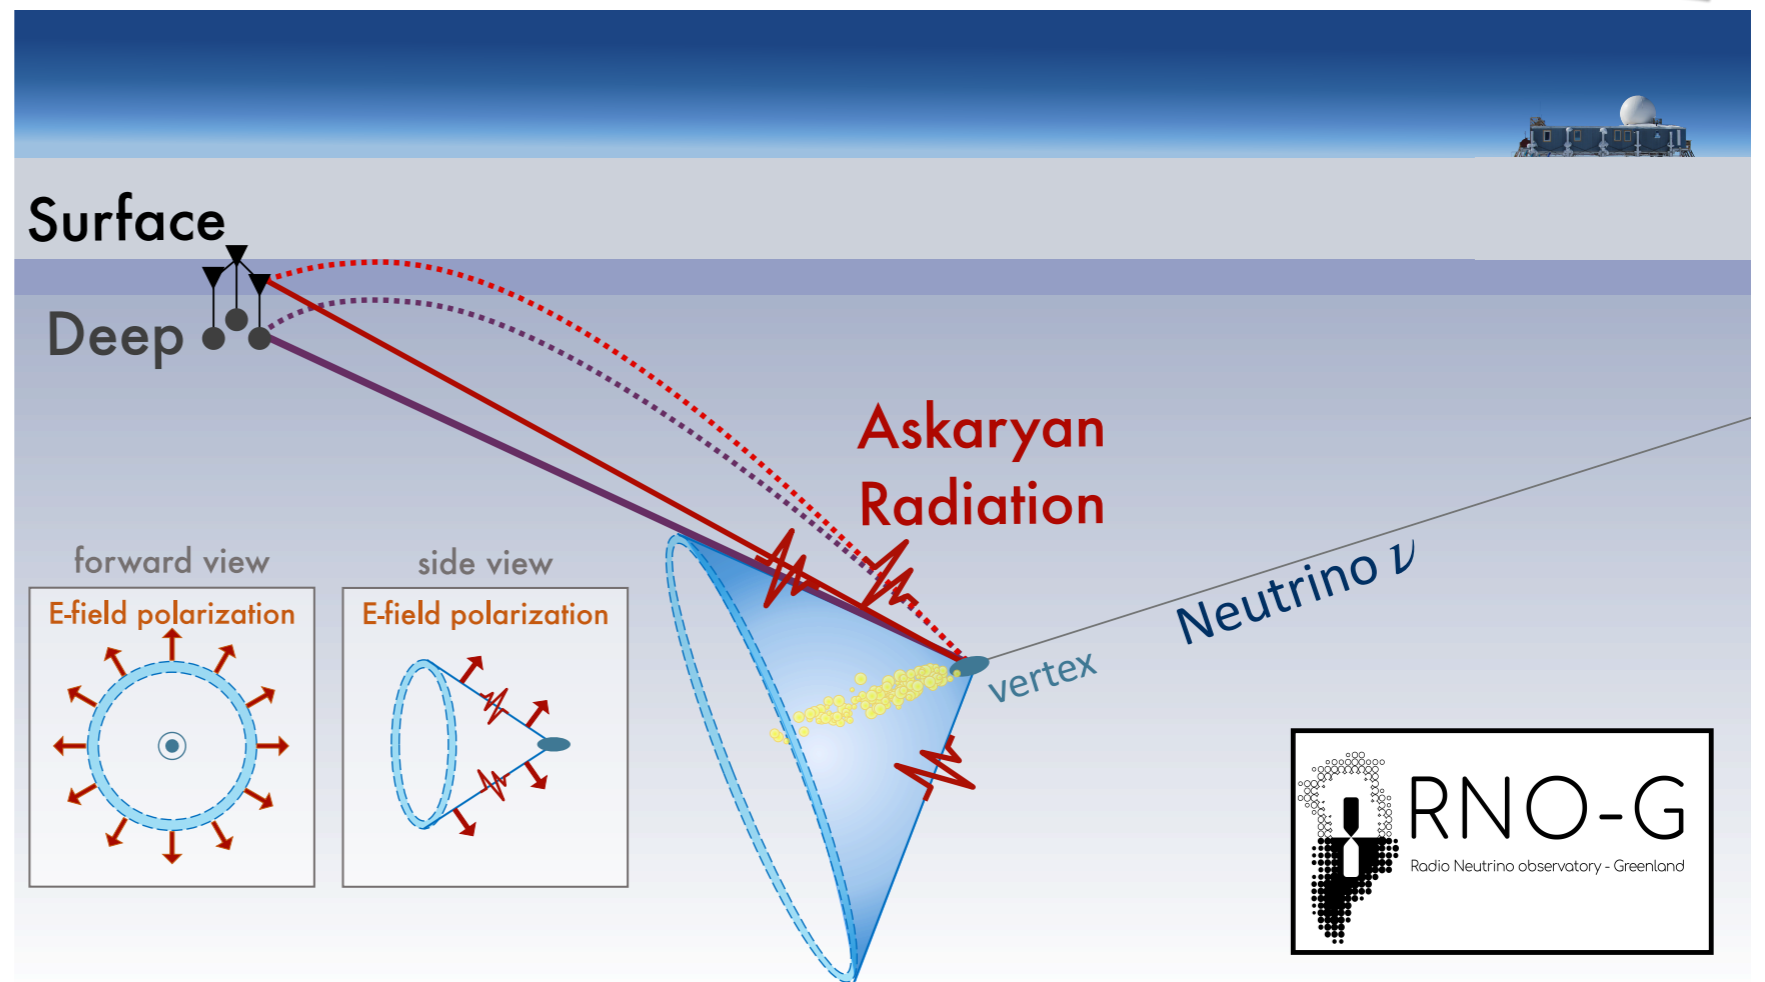 Surface
Deep
Askaryan
Radiation
Neutrino ν
vertex
forward view
E-field polarization
side view
E-field polarization
RNO-G
Radio Neutrino observatory - Greenland